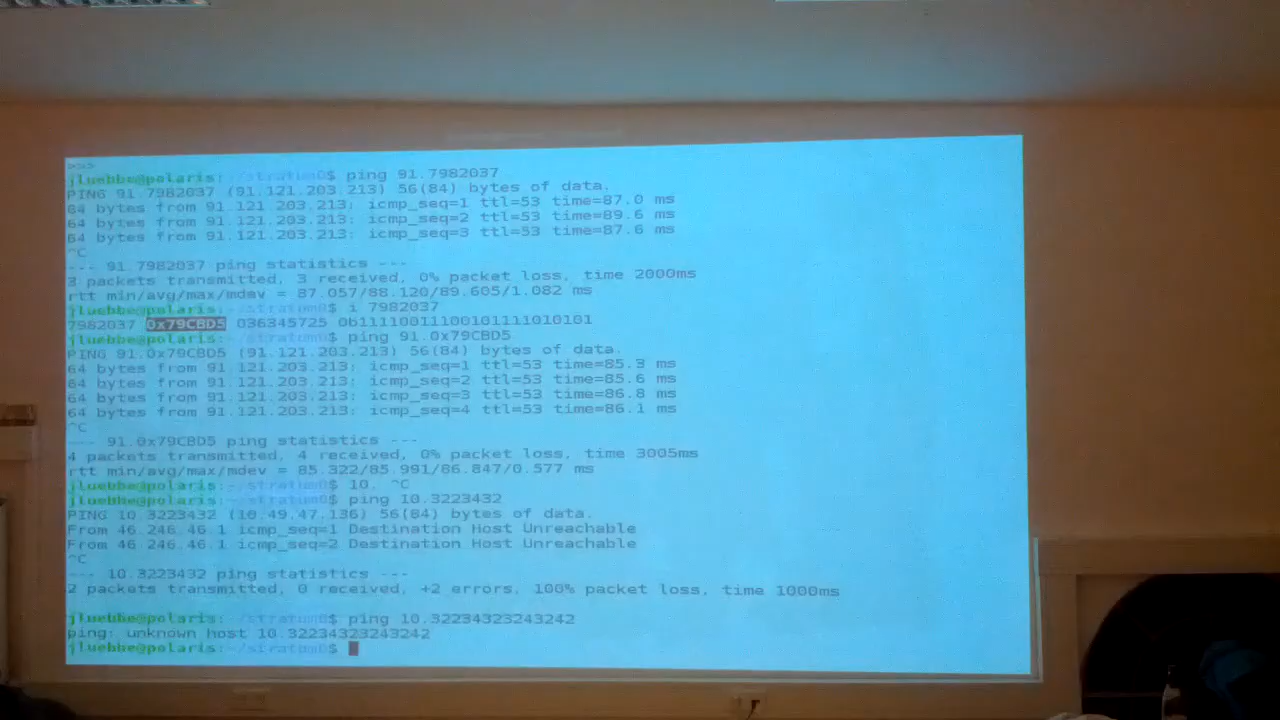 jluebbe@polaris:~/stratum0$ ping 91.7982037
PING 91.7982037 (91.121.203.213) 56(84) bytes of data.
64 bytes from 91.121.203.213: icmp_seq=1 ttl=53 time=87.0 ms
64 bytes from 91.121.203.213: icmp_seq=2 ttl=53 time=89.6 ms
64 bytes from 91.121.203.213: icmp_seq=3 ttl=53 time=87.6 ms
^C
--- 91.7982037 ping statistics ---
3 packets transmitted, 3 received, 0% packet loss, time 2000ms
rtt min/avg/max/mdev = 87.057/88.120/89.605/1.082 ms
jluebbe@polaris:~/stratum0$ i 7982037
7982037 0x79CBD5 036345725 0b11110011100101111010101
jluebbe@polaris:~/stratum0$ ping 91.0x79CBD5
PING 91.0x79CBD5 (91.121.203.213) 56(84) bytes of data.
64 bytes from 91.121.203.213: icmp_seq=1 ttl=53 time=85.3 ms
64 bytes from 91.121.203.213: icmp_seq=2 ttl=53 time=85.6 ms
64 bytes from 91.121.203.213: icmp_seq=3 ttl=53 time=86.8 ms
64 bytes from 91.121.203.213: icmp_seq=4 ttl=53 time=86.1 ms
^C
--- 91.0x79CBD5 ping statistics ---
4 packets transmitted, 4 received, 0% packet loss, time 3005ms
rtt min/avg/max/mdev = 85.322/85.991/86.847/0.577 ms
jluebbe@polaris:~/stratum0$ 10. ^C
jluebbe@polaris:~/stratum0$ ping 10.3223432
PING 10.3223432 (10.49.47.136) 56(84) bytes of data.
From 46.246.46.1 icmp_seq=1 Destination Host Unreachable
From 46.246.46.1 icmp_seq=2 Destination Host Unreachable
^C
--- 10.3223432 ping statistics ---
2 packets transmitted, 0 received, +2 errors, 100% packet loss, time 1000ms
jluebbe@polaris:~/stratum0$ ping 10.32234323243242
ping: unknown host 10.32234323243242
jluebbe@polaris:~/stratum0$